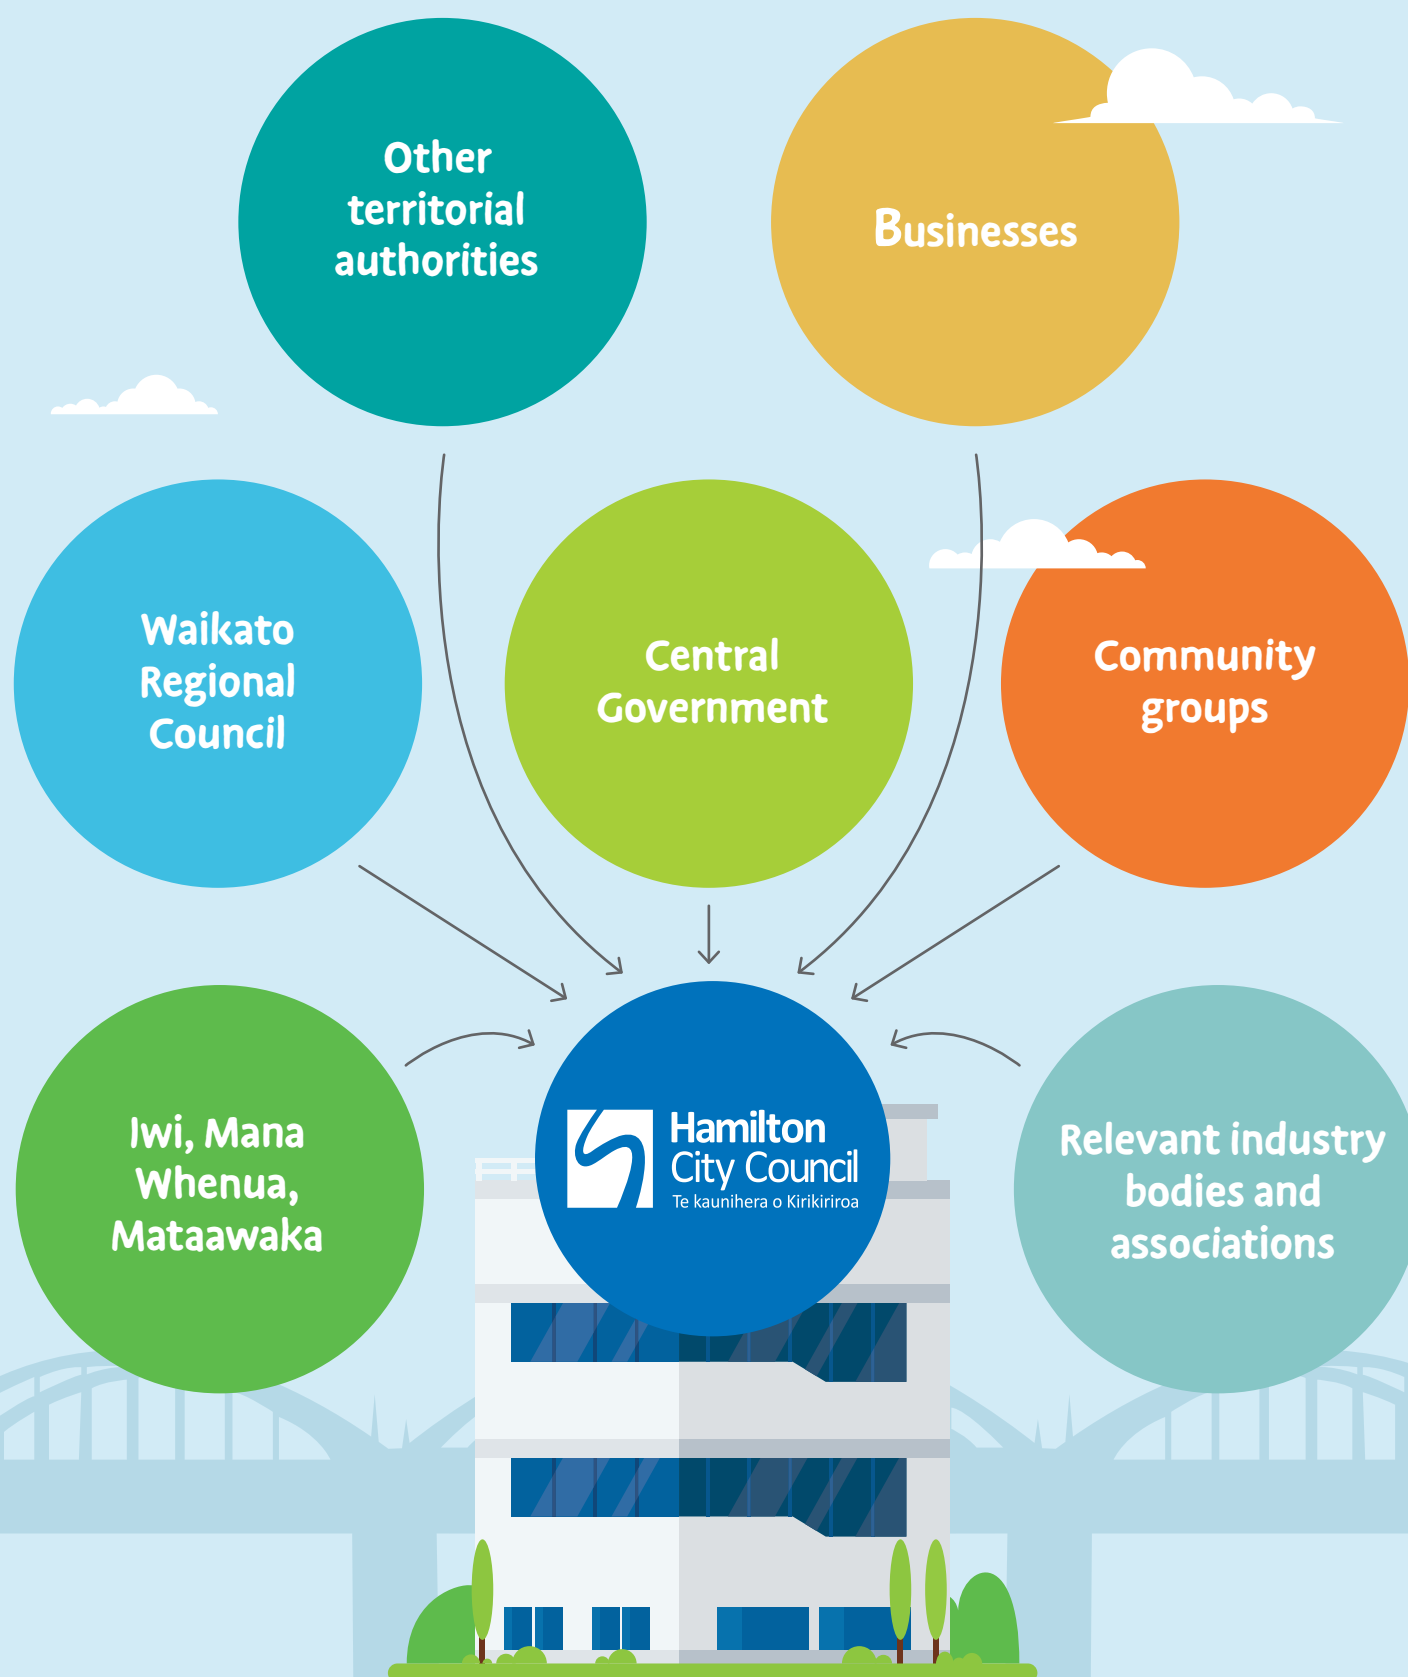 Other
territorial
authorities
Businesses
Waikato
Regional
Council
Central
Government
Community
groups
Iwi, Mana
Whenua,
Mataawaka
Hamilton
City Council
Te kaunihera o Kirikiriroa
Relevant industry
bodies and
associations